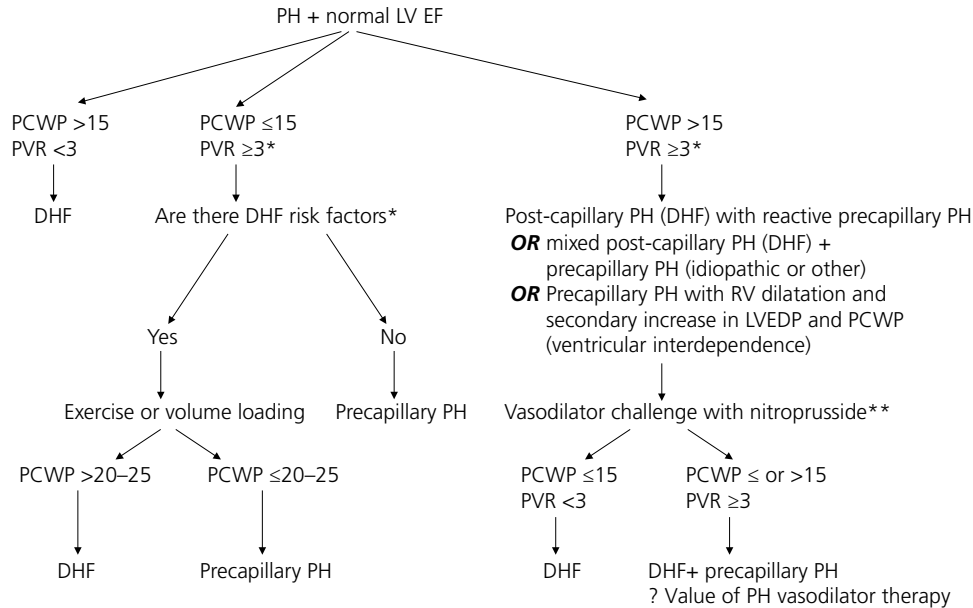 PH + normal LV EF
PCWP >15
PVR <3
PCWP ≤15
PVR ≥3*
PCWP >15
PVR ≥3*
DHF
Are there DHF risk factors*
Post-capillary PH (DHF) with reactive precapillary PH
OR mixed post-capillary PH (DHF) +
precapillary PH (idiopathic or other)
OR Precapillary PH with RV dilatation and
secondary increase in LVEDP and PCWP
(ventricular interdependence)
Yes
No
Exercise or volume loading
Precapillary PH
Vasodilator challenge with nitroprusside**
PCWP >20–25
PCWP ≤20–25
PCWP ≤15
PVR <3
PCWP ≤ or >15
PVR ≥3
DHF
Precapillary PH
DHF
DHF+ precapillary PH
? Value of PH vasodilator therapy